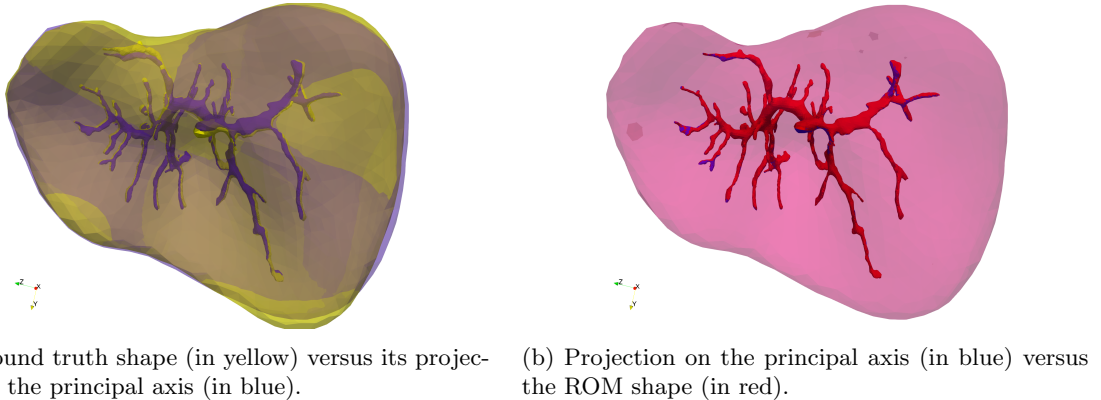 Z
X
Y
Z
X
Y
ound truth shape (in yellow) versus its projec-
the principal axis (in blue).
(b) Projection on the principal axis (in blue) versus
the ROM shape (in red).